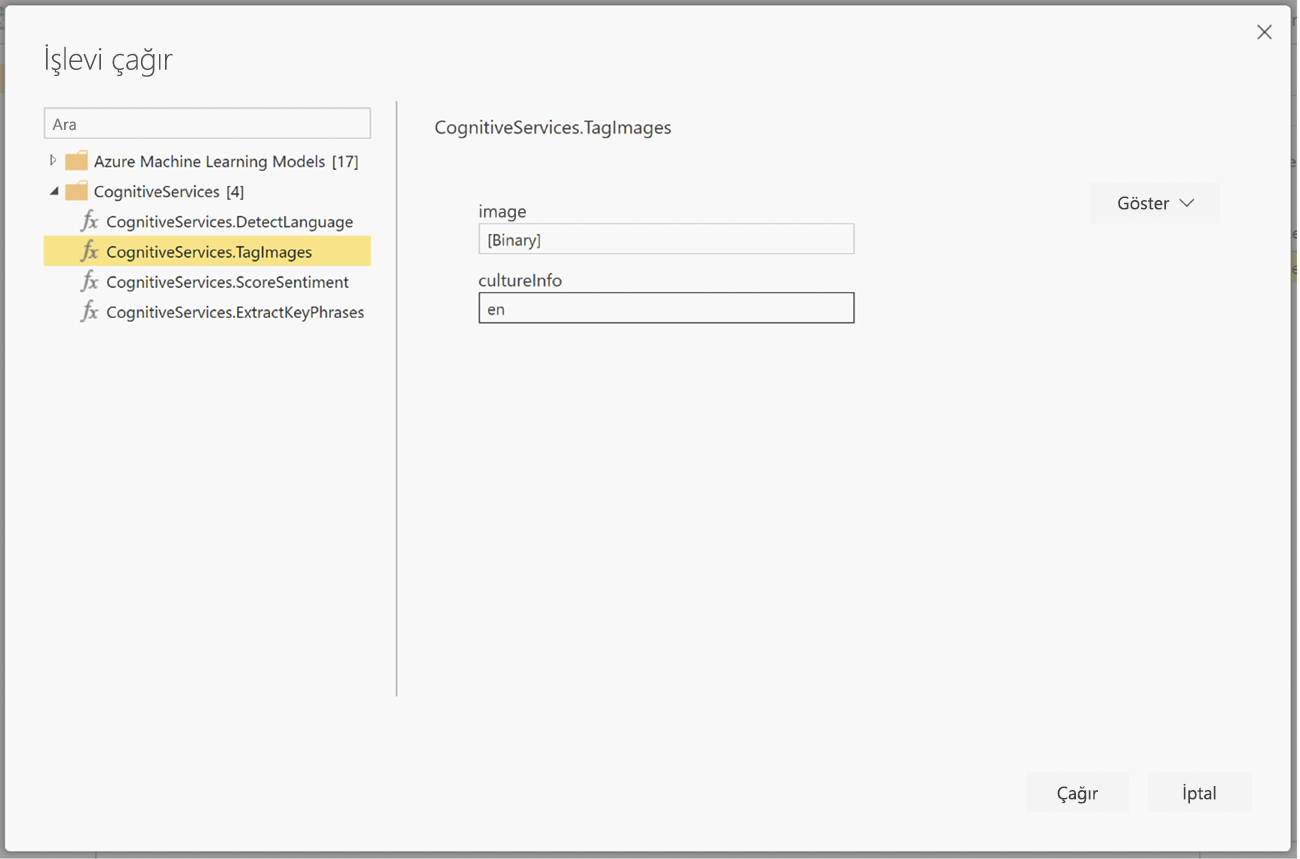 İşlevi çağır
Ara
Azure Machine Learning Models [17]
CognitiveServices [4]
fx CognitiveServices.DetectLanguage
fx CognitiveServices.TagImages
fx CognitiveServices.ScoreSentiment
fx CognitiveServices.ExtractKeyPhrases
CognitiveServices.TagImages
Göster
image
[Binary]
cultureInfo
en
Çağır
İptal